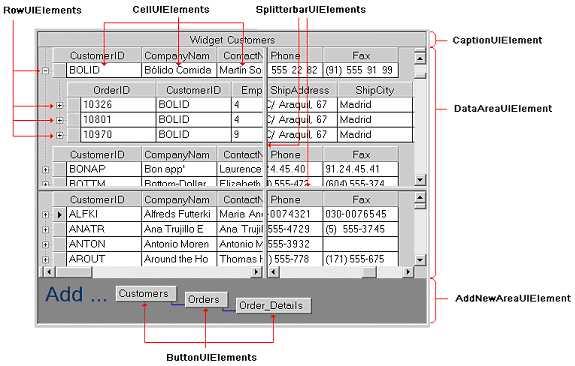 RowUIElements CellUIElements SplitterbarUIElements
Widget Customers CaptionUIElement
CustomerID CompanyNam ContactN Phone Fax
BOLID Bólido Comida Martín So 555 22 82 (91) 555 91 99
OrderID CustomerID Emp ShipAddress ShipCity
10326 BOLID 4 C/ Araquil, 67 Madrid DataAreaUIElement
10801 BOLID 4 C/ Araquil, 67 Madrid
10970 BOLID 9 C/ Araquil, 67 Madrid
CustomerID CompanyNam ContactN Phone Fax
BONAP Bon app' Laurence 24.45.40 91.24.45.41
BOTTM Bottom-Dollar Elizabeth ) 555-472 (604) 555-374
CustomerID CompanyNam ContactN Phone Fax
ALFKI Alfreds Futterki Maria An -0074321 030-0076545
ANATR Ana Trujillo E Ana Trujil 555-4729 (5) 555-3745
ANTON Antonio Moren Antonio M 555-3932
AROUT Around the Ho Thomas H ) 555-778 (171) 555-675
Add ... Customers Orders Order_Details AddNewAreaUIElement
ButtonUIElements